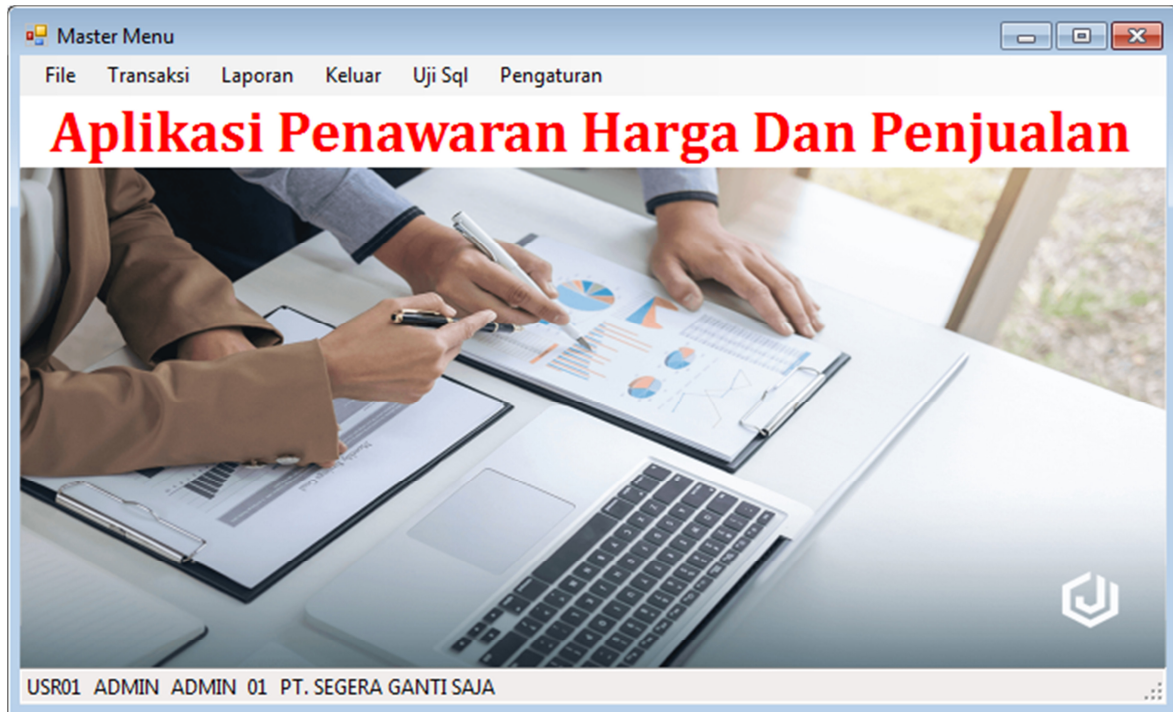 Master Menu
File Transaksi Laporan Keluar Uji Sql Pengaturan
Aplikasi Penawaran Harga Dan Penjualan
USR01 ADMIN ADMIN 01 PT. SEGERA GANTI SAJA